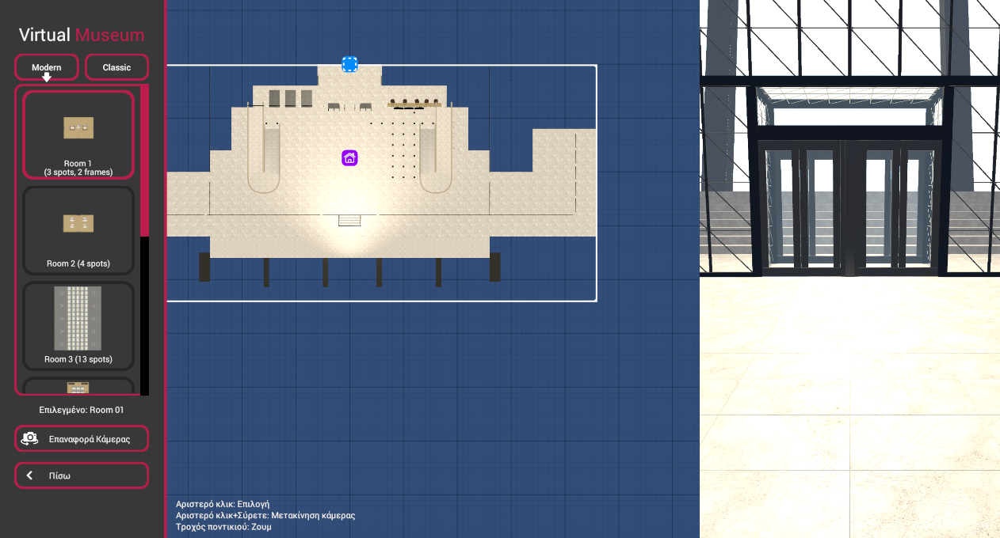 Virtual Museum
Modern
Classic
Room 1
(3 spots, 2 frames)
Room 2 (4 spots)
Room 3 (13 spots)
Επιλεγμένο: Room 01
Επαναφορά Κάμερας
Πίσω
Αριστερό κλικ: Επιλογή
Αριστερό κλικ+Σύρετε: Μετακίνηση κάμερας
Τροχός ποντικιού: Ζουμ